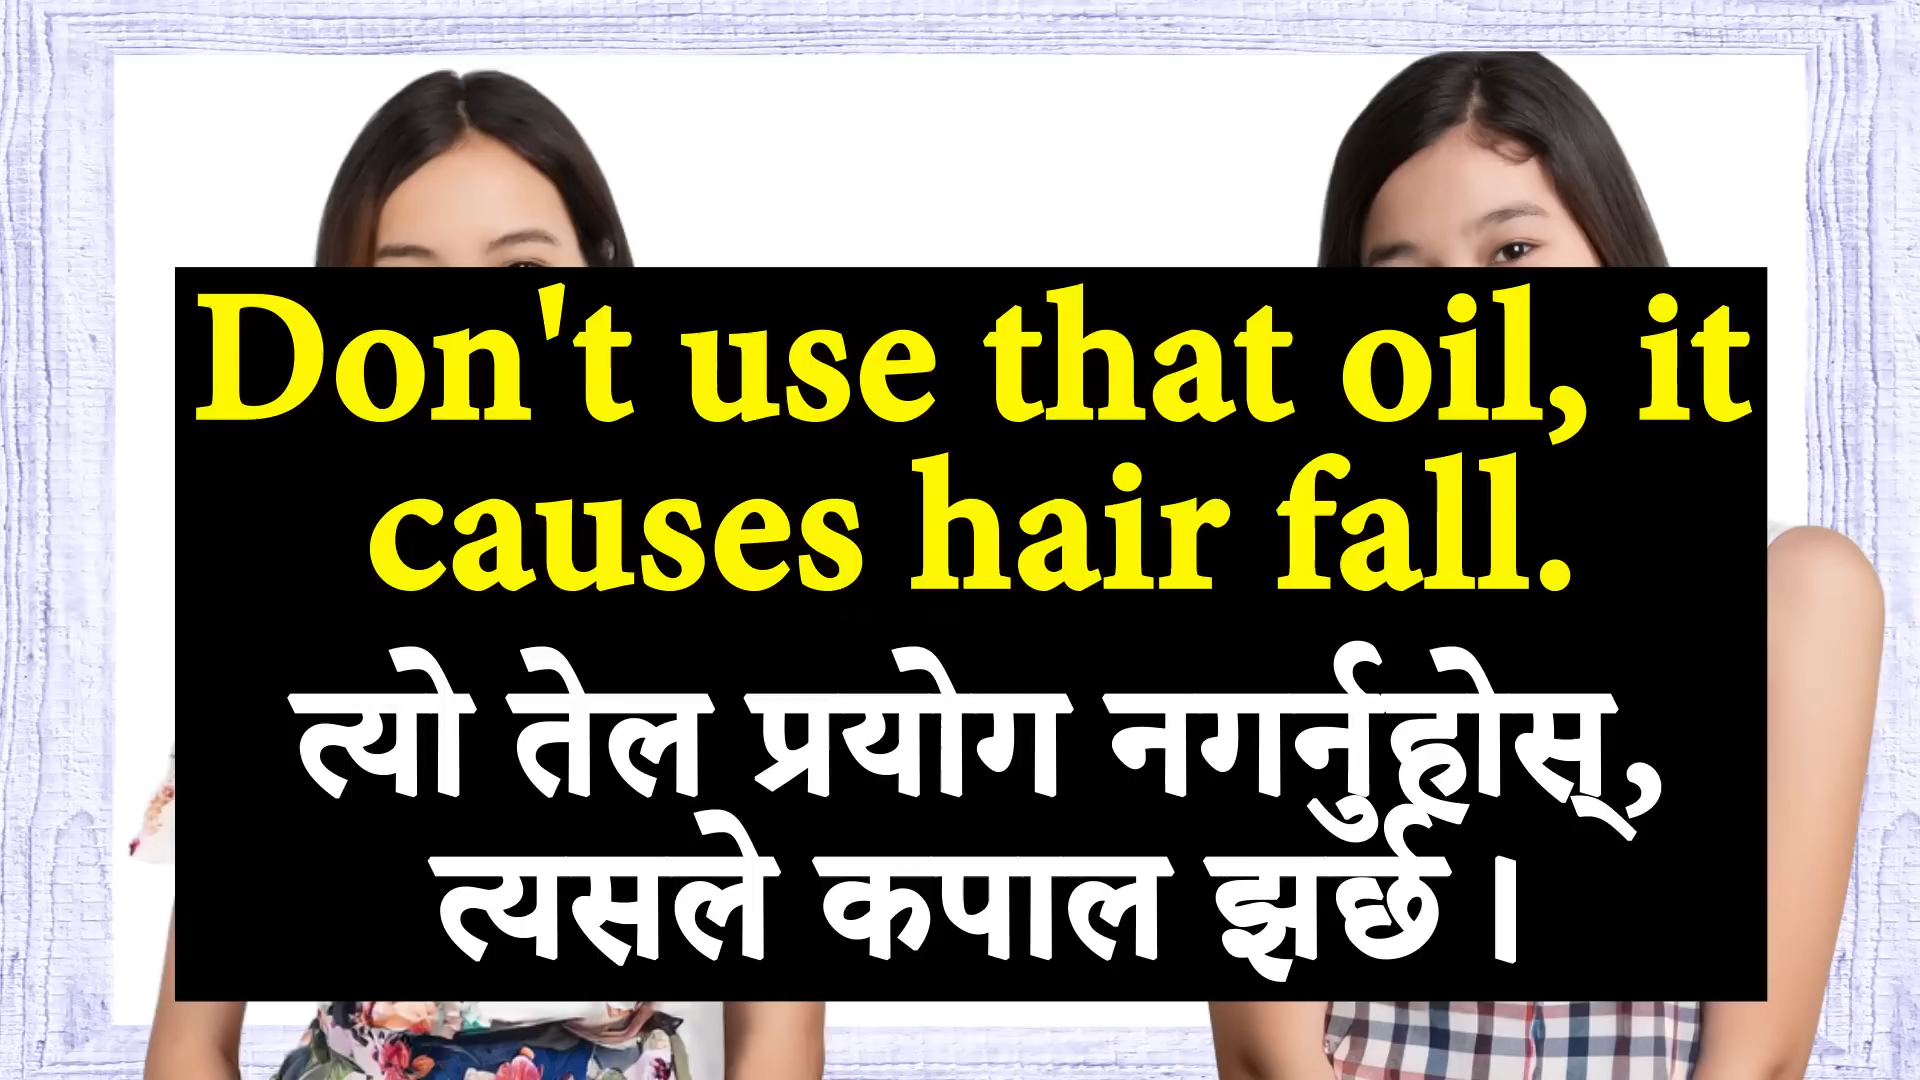 Don't use that oil, it
causes hair fall.
त्यो तेल प्रयोग नगर्नुहोस्,
त्यसले कपाल झर्छ ।